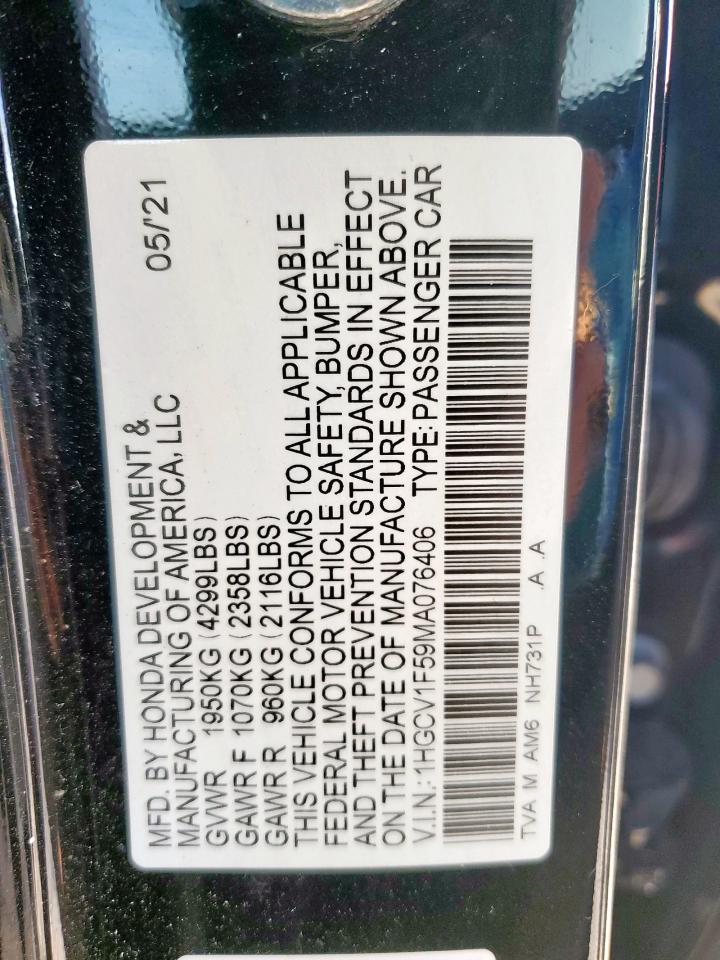 MFD. BY HONDA DEVELOPMENT &
MANUFACTURING OF AMERICA, LLC 05/'21
GVWR 1950KG (4299LBS)
GAWR F 1070KG (2358LBS)
GAWR R 960KG (2116LBS)
THIS VEHICLE CONFORMS TO ALL APPLICABLE
FEDERAL MOTOR VEHICLE SAFETY, BUMPER,
AND THEFT PREVENTION STANDARDS IN EFFECT
ON THE DATE OF MANUFACTURE SHOWN ABOVE.
V.I.N.: 1HGCV1F59MA076406 TYPE: PASSENGER CAR
TVA M AM6 NH731P .A .A